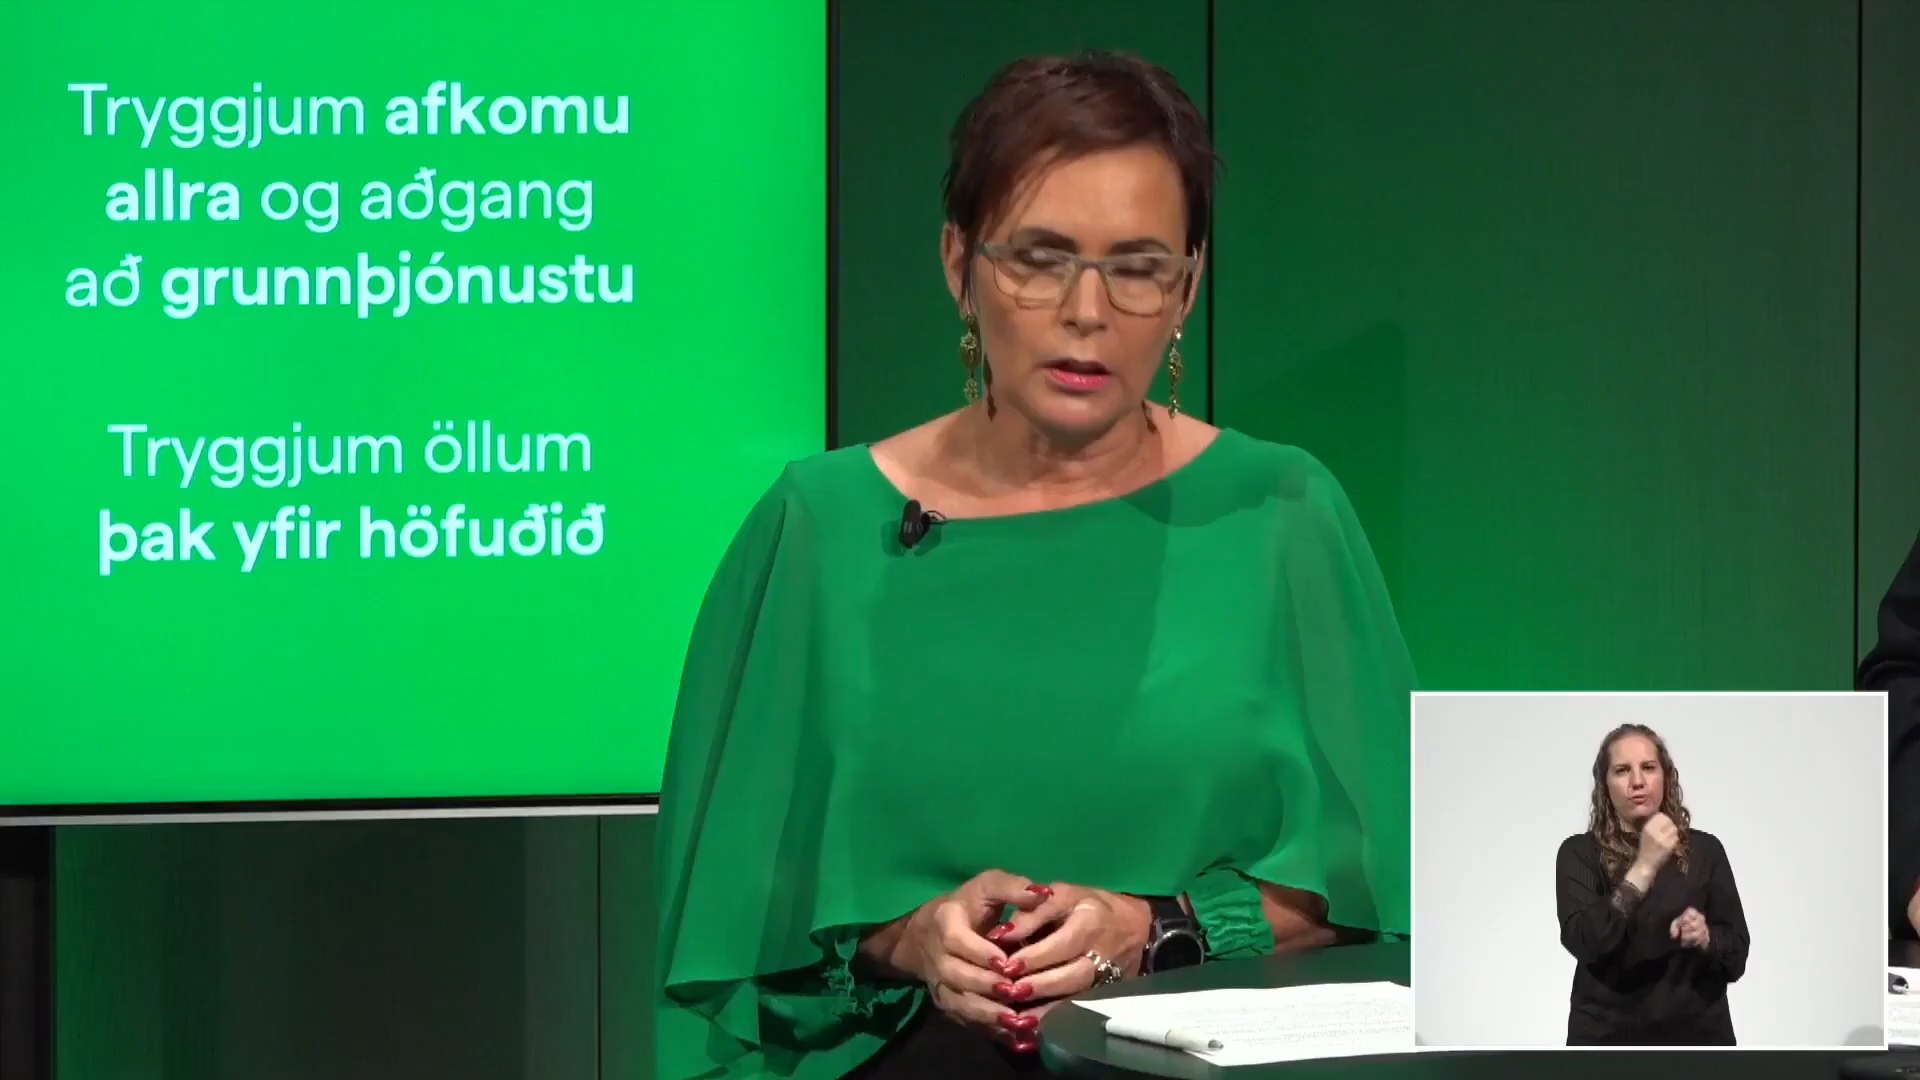 Tryggjum afkomu
allra og aðgang
að grunnþjónustu
Tryggjum öllum
þak yfir höfuðið